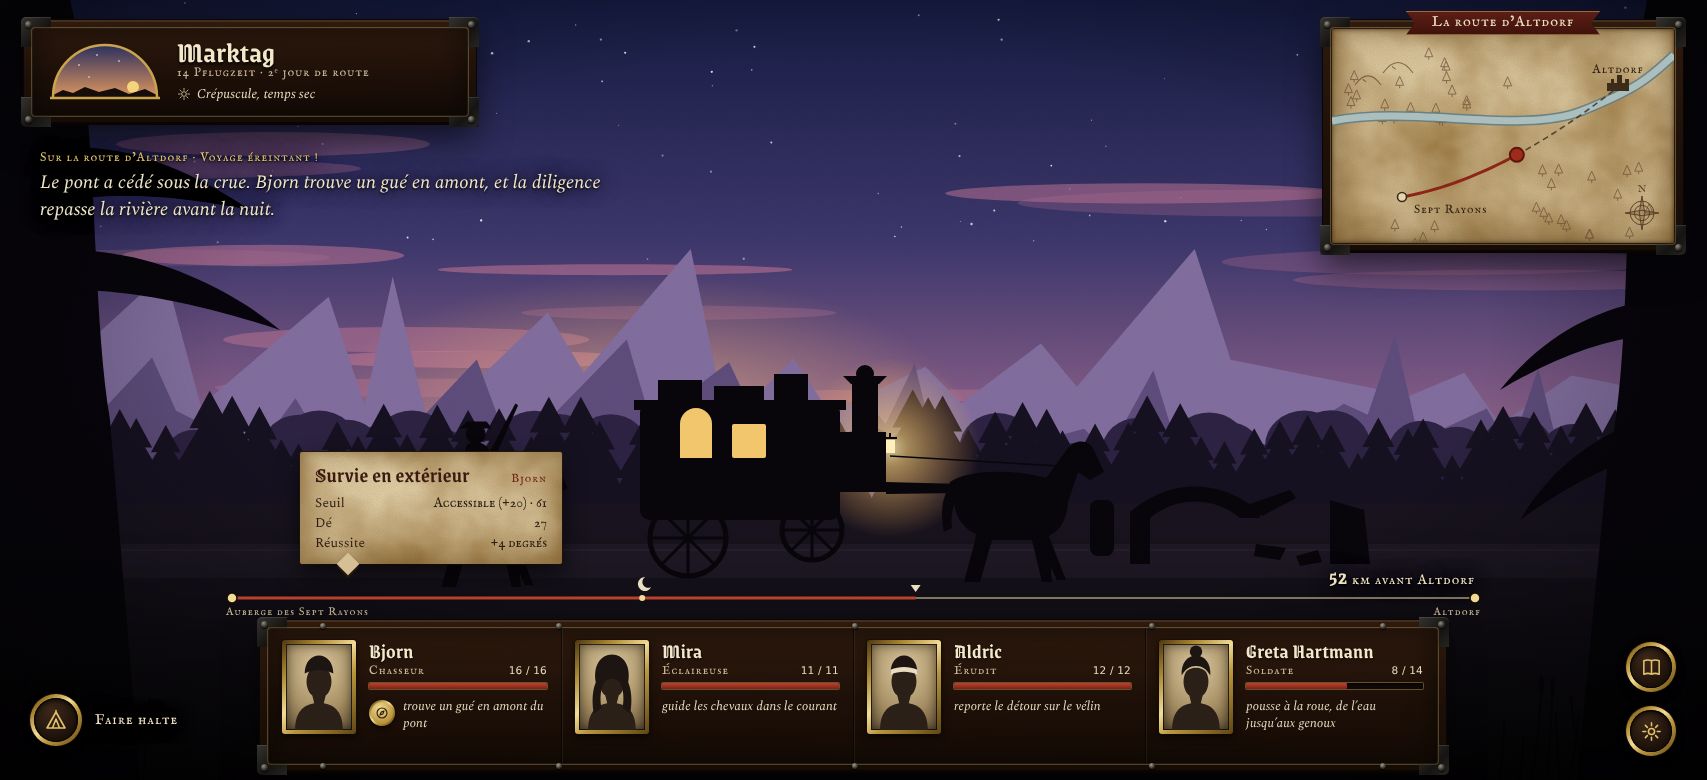 Marktag
14 Pflugzeit · 2e jour de route
Crépuscule, temps sec
La route d'Altdorf
Altdorf
Sept Rayons
N
Sur la route d'Altdorf · Voyage éreintant !
Le pont a cédé sous la crue. Bjorn trouve un gué en amont, et la diligence
repasse la rivière avant la nuit.
Survie en extérieur Bjorn
Seuil Accessible (+20) · 61
Dé 27
Réussite +4 degrés
52 km avant Altdorf
Auberge des Sept Rayons
Altdorf
Bjorn
Chasseur 16 / 16
trouve un gué en amont du
pont
Mira
Éclaireuse 11 / 11
guide les chevaux dans le courant
Aldric
Érudit 12 / 12
reporte le détour sur le vélin
Greta Hartmann
Soldate 8 / 14
pousse à la roue, de l'eau
jusqu'aux genoux
Faire halte